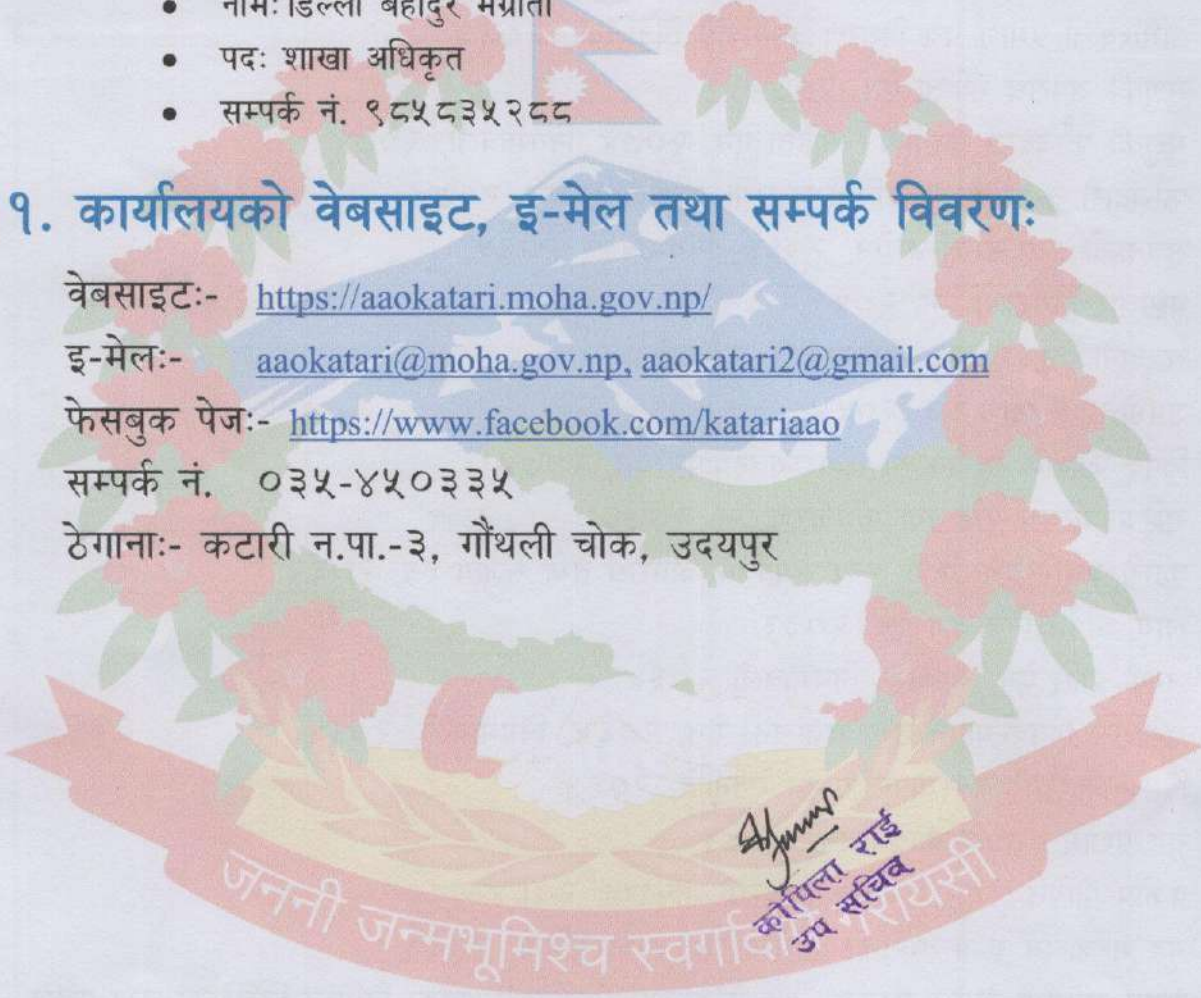 • नामः डिल्ली बहादुर मग्राती
• पदः शाखा अधिकृत
• सम्पर्क नं. ९८५८३५२८८
१. कार्यालयको वेबसाइट, इ-मेल तथा सम्पर्क विवरणः
वेबसाइटः- https://aaokatari.moha.gov.np/
इ-मेलः- aaokatari@moha.gov.np, aaokatari2@gmail.com
फेसबुक पेजः- https://www.facebook.com/katariaao
सम्पर्क नं. ०३५-४५०३३५
ठेगानाः- कटारी न.पा.-३, गौंथली चोक, उदयपुर
कोपिला राई
उप सचिव
जननी जन्मभूमिश्च स्वर्गादपि गरीयसी